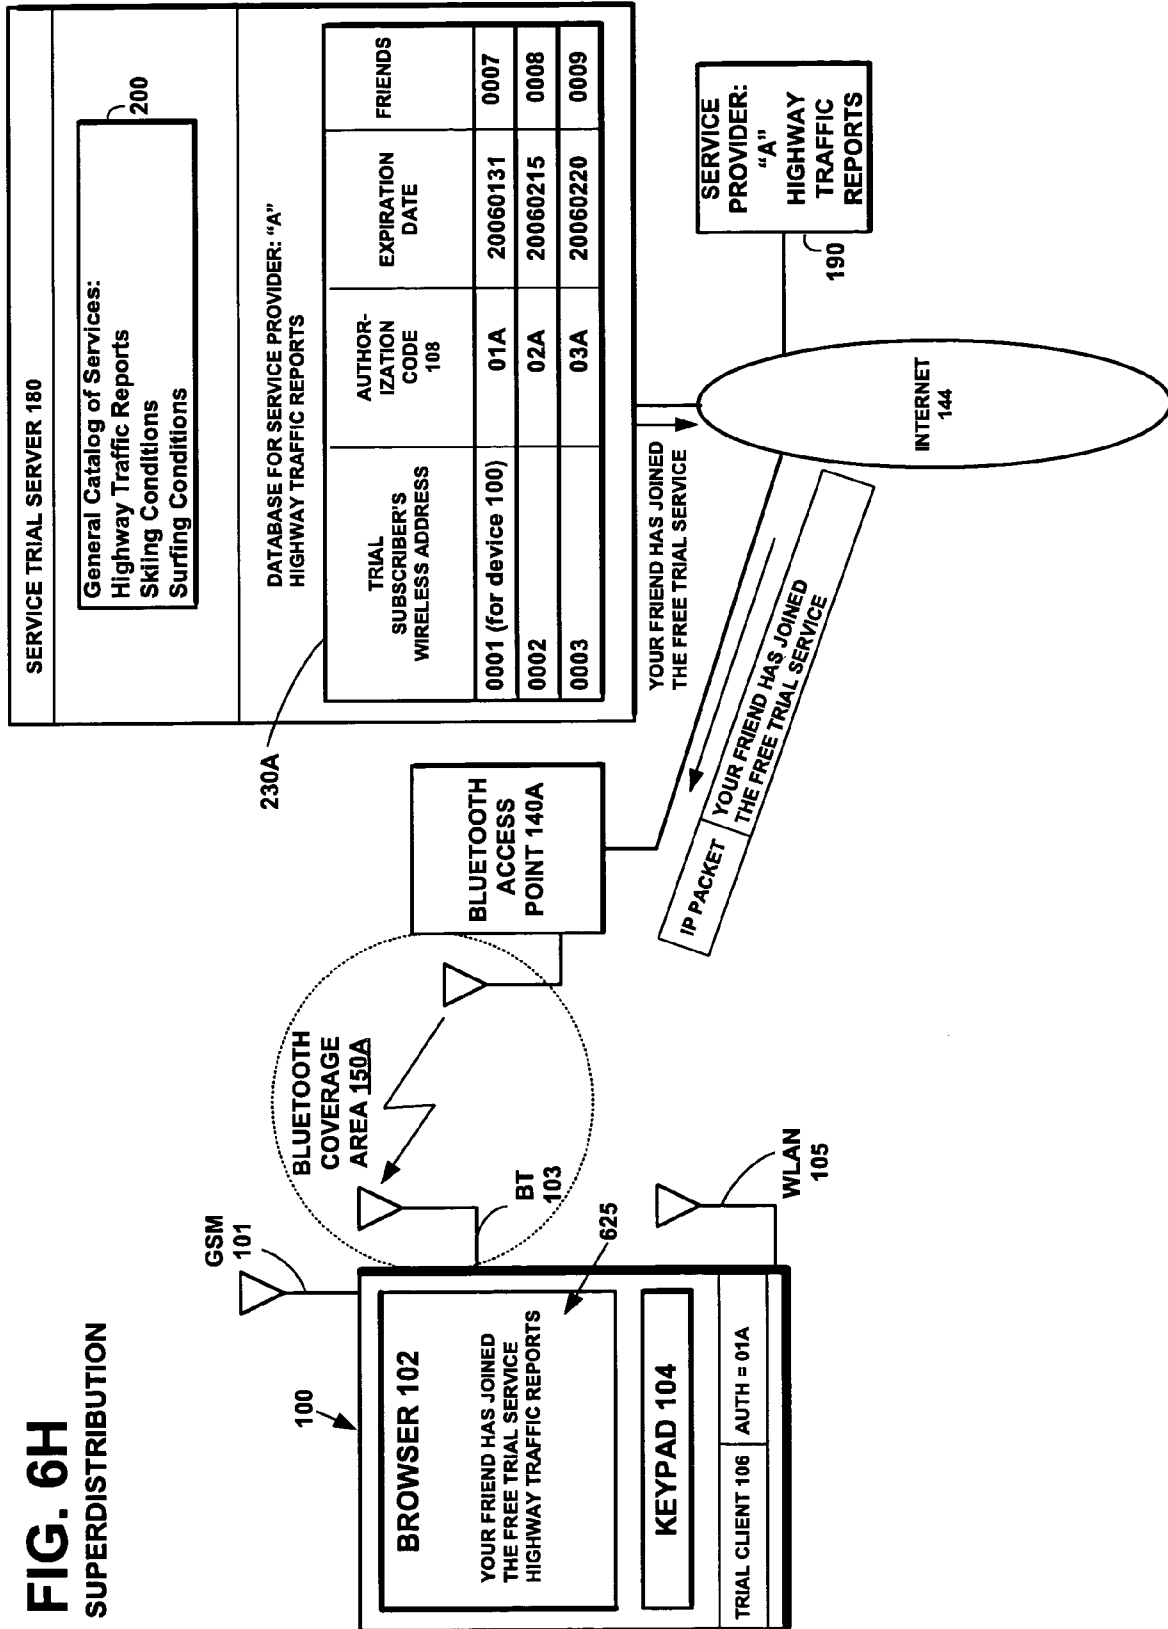 FIG. 6H
SUPERDISTRIBUTION
100
GSM
101
BROWSER 102
YOUR FRIEND HAS JOINED
THE FREE TRIAL SERVICE
HIGHWAY TRAFFIC REPORTS
625
KEYPAD 104
TRIAL CLIENT 106
AUTH = 01A
BT
103
WLAN
105
BLUETOOTH
COVERAGE
AREA 150A
BLUETOOTH
ACCESS
POINT 140A
IP PACKET
YOUR FRIEND HAS JOINED
THE FREE TRIAL SERVICE
SERVICE TRIAL SERVER 180
200
General Catalog of Services:
Highway Traffic Reports
Skiing Conditions
Surfing Conditions
DATABASE FOR SERVICE PROVIDER: “A”
HIGHWAY TRAFFIC REPORTS
230A
TRIAL
SUBSCRIBER'S
WIRELESS ADDRESS
AUTHOR-
IZATION
CODE
108
EXPIRATION
DATE
FRIENDS
0001 (for device 100) 01A 20060131 0007
0002 02A 20060215 0008
0003 03A 20060220 0009
YOUR FRIEND HAS JOINED
THE FREE TRIAL SERVICE
INTERNET
144
190
SERVICE
PROVIDER:
“A”
HIGHWAY
TRAFFIC
REPORTS